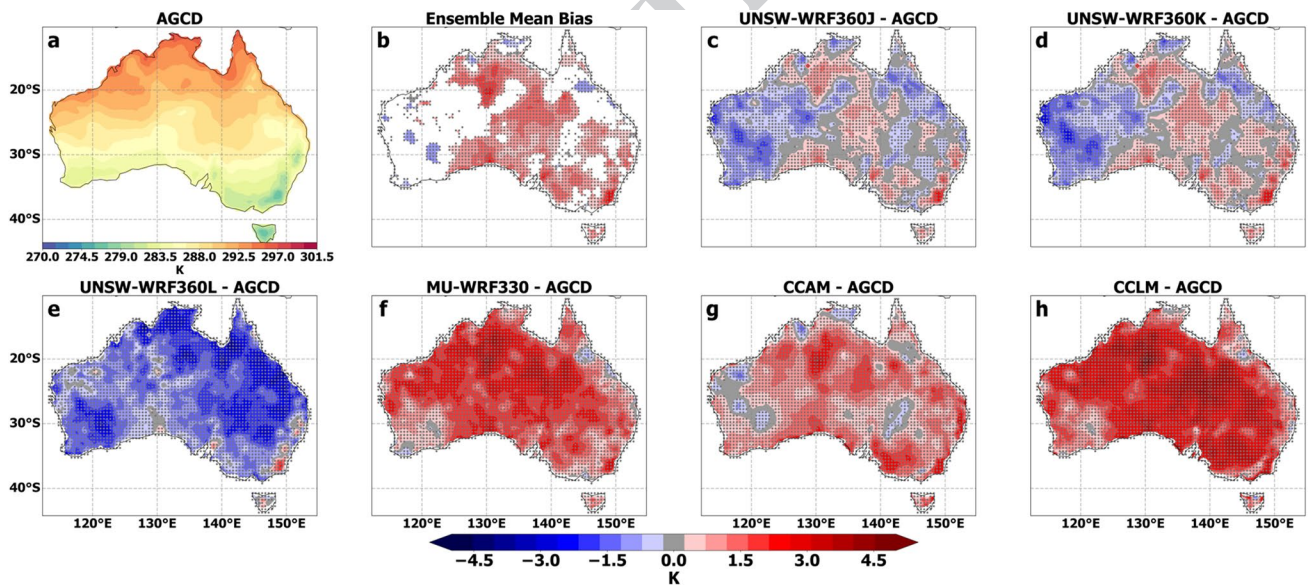 AGCD
Ensemble Mean Bias
UNSW-WRF360J - AGCD
UNSW-WRF360K - AGCD
a
b
c
d
20°S
30°S
40°S
270.0 274.5 279.0 283.5 288.0 292.5 297.0 301.5
K
UNSW-WRF360L - AGCD
MU-WRF330 - AGCD
CCAM - AGCD
CCLM - AGCD
e
f
g
h
20°S
30°S
40°S
120°E 130°E 140°E 150°E
120°E 130°E 140°E 150°E
120°E 130°E 140°E 150°E
120°E 130°E 140°E 150°E
−4.5 −3.0 −1.5 0.0 1.5 3.0 4.5
K